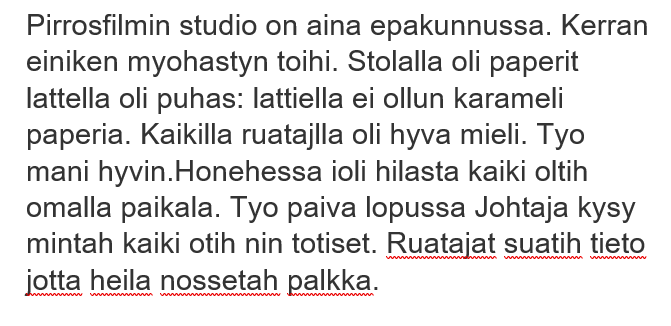 Pirrosfilmin studio on aina epakunnussa. Kerran
einiken myohastyn toihi. Stolalla oli paperit
lattella oli puhas: lattiella ei ollun karameli
paperia. Kaikilla ruatajlla oli hyva mieli. Tyo
mani hyvin.Honehessa ioli hilasta kaiki oltih
omalla paikala. Tyo paiva lopussa Johtaja kysy
mintah kaiki otih nin totiset. Ruatajat suatih tieto
jotta heila nossetah palkka.